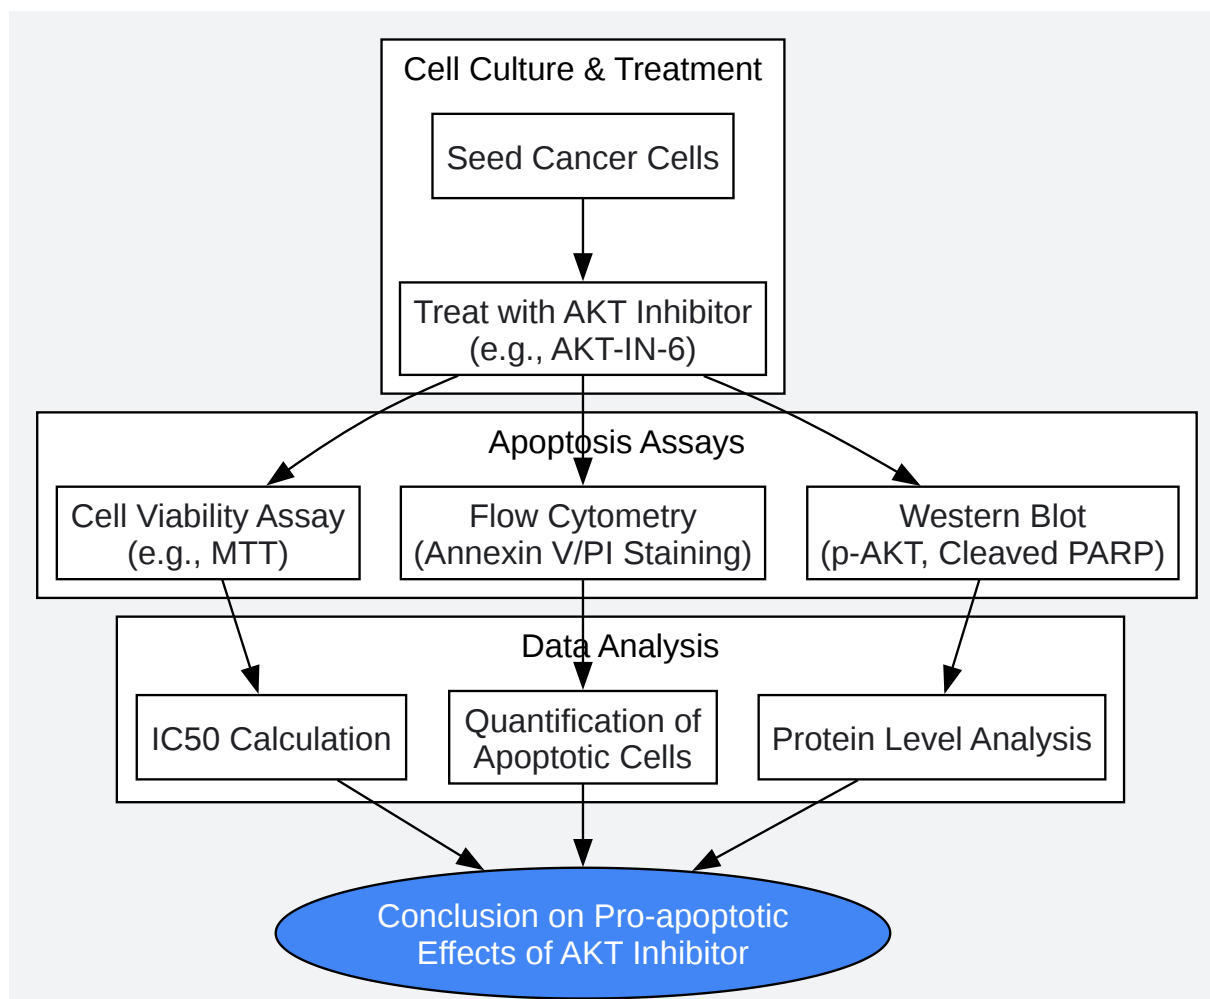 Cell Culture & Treatment
Seed Cancer Cells
Treat with AKT Inhibitor
(e.g., AKT-IN-6)
Apoptosis Assays
Cell Viability Assay
(e.g., MTT)
Flow Cytometry
(Annexin V/PI Staining)
Western Blot
(p-AKT, Cleaved PARP)
Data Analysis
IC50 Calculation
Quantification of
Apoptotic Cells
Protein Level Analysis
Conclusion on Pro-apoptotic
Effects of AKT Inhibitor